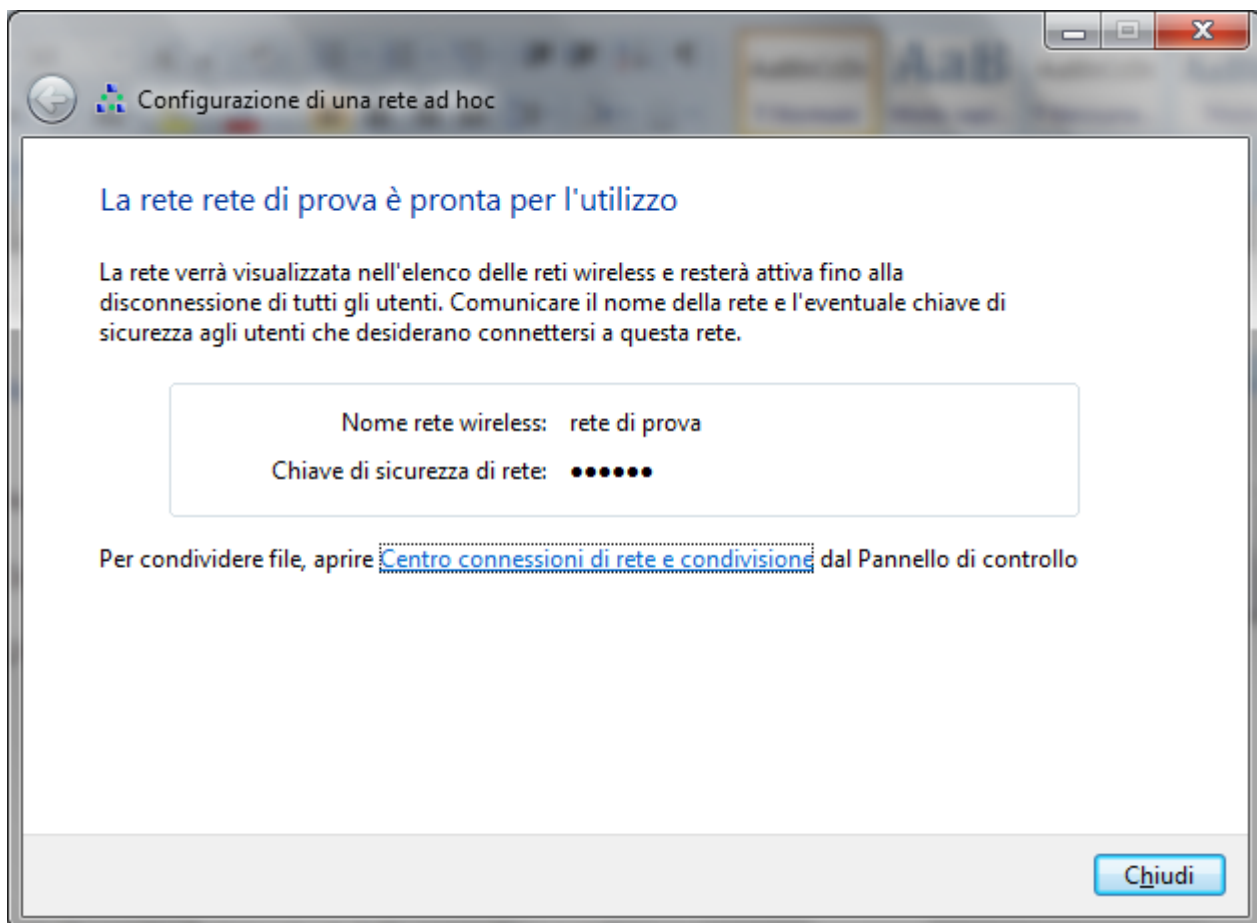 AaB
Configurazione di una rete ad hoc
La rete rete di prova è pronta per l'utilizzo
La rete verrà visualizzata nell'elenco delle reti wireless e resterà attiva fino alla
disconnessione di tutti gli utenti. Comunicare il nome della rete e l'eventuale chiave di
sicurezza agli utenti che desiderano connettersi a questa rete.
Nome rete wireless: rete di prova
Chiave di sicurezza di rete: ••••••
Per condividere file, aprire Centro connessioni di rete e condivisione dal Pannello di controllo
Chiudi